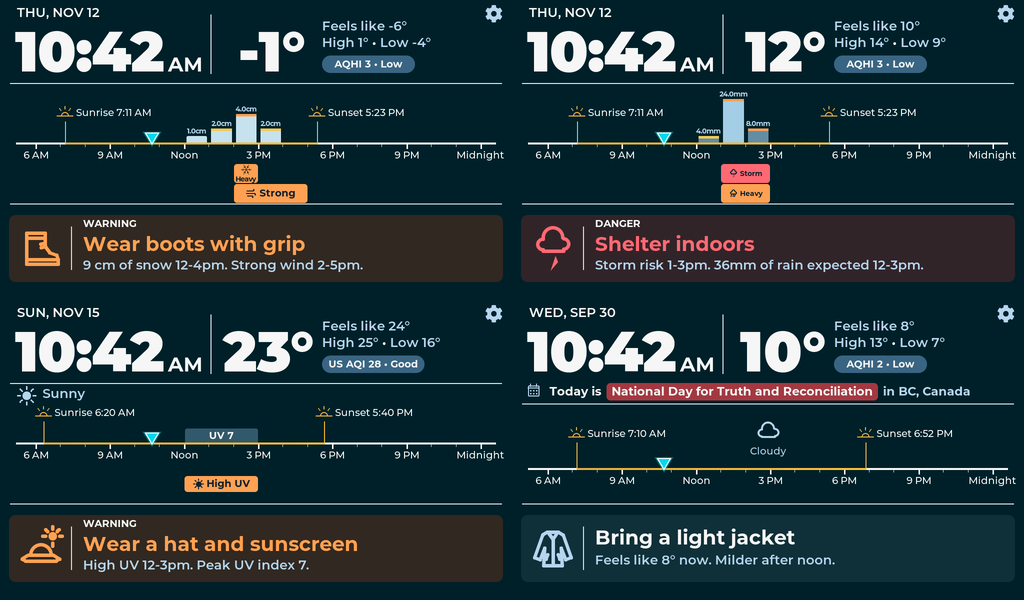 THU, NOV 12
10:42 AM
-1°
Feels like -6°
High 1° • Low -4°
AQHI 3 • Low
Sunrise 7:11 AM
1.0cm
2.0cm
4.0cm
2.0cm
Sunset 5:23 PM
6 AM
9 AM
Noon
3 PM
6 PM
9 PM
Midnight
Heavy
Strong
WARNING
Wear boots with grip
9 cm of snow 12-4pm. Strong wind 2-5pm.
THU, NOV 12
10:42 AM
12°
Feels like 10°
High 14° • Low 9°
AQHI 3 • Low
Sunrise 7:11 AM
4.0mm
24.0mm
8.0mm
Sunset 5:23 PM
6 AM
9 AM
Noon
3 PM
6 PM
9 PM
Midnight
Storm
Heavy
DANGER
Shelter indoors
Storm risk 1-3pm. 36mm of rain expected 12-3pm.
SUN, NOV 15
10:42 AM
23°
Feels like 24°
High 25° • Low 16°
US AQI 28 • Good
Sunny
Sunrise 6:20 AM
UV 7
Sunset 5:40 PM
6 AM
9 AM
Noon
3 PM
6 PM
9 PM
Midnight
High UV
WARNING
Wear a hat and sunscreen
High UV 12-3pm. Peak UV index 7.
WED, SEP 30
10:42 AM
10°
Feels like 8°
High 13° • Low 7°
AQHI 2 • Low
Today is National Day for Truth and Reconciliation in BC, Canada
Sunrise 7:10 AM
Cloudy
Sunset 6:52 PM
6 AM
9 AM
Noon
3 PM
6 PM
9 PM
Midnight
Bring a light jacket
Feels like 8° now. Milder after noon.